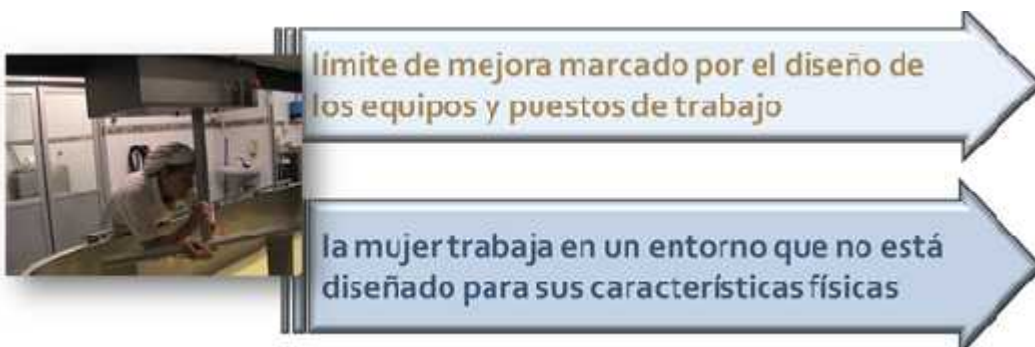 límite de mejora marcado por el diseño de
los equipos y puestos de trabajo
la mujer trabaja en un entorno que no está
diseñado para sus características físicas